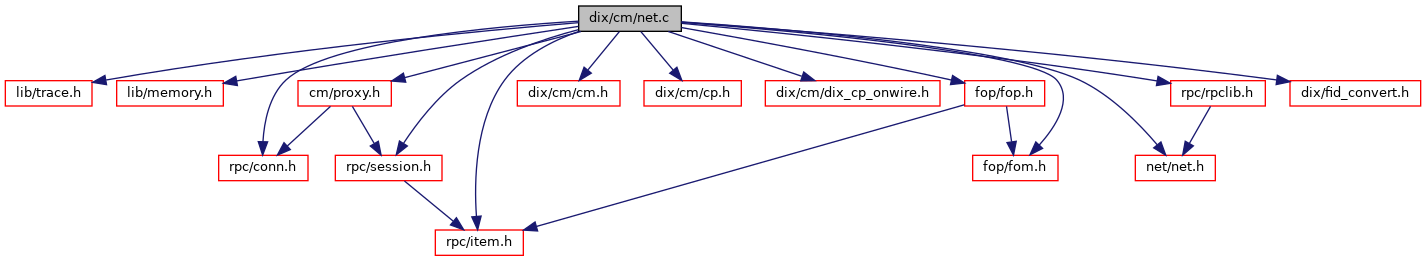 dix/cm/net.c
lib/trace.h
lib/memory.h
cm/proxy.h
dix/cm/cm.h
dix/cm/cp.h
dix/cm/dix_cp_onwire.h
fop/fop.h
rpc/rpclib.h
dix/fid_convert.h
rpc/conn.h
rpc/session.h
fop/fom.h
net/net.h
rpc/item.h